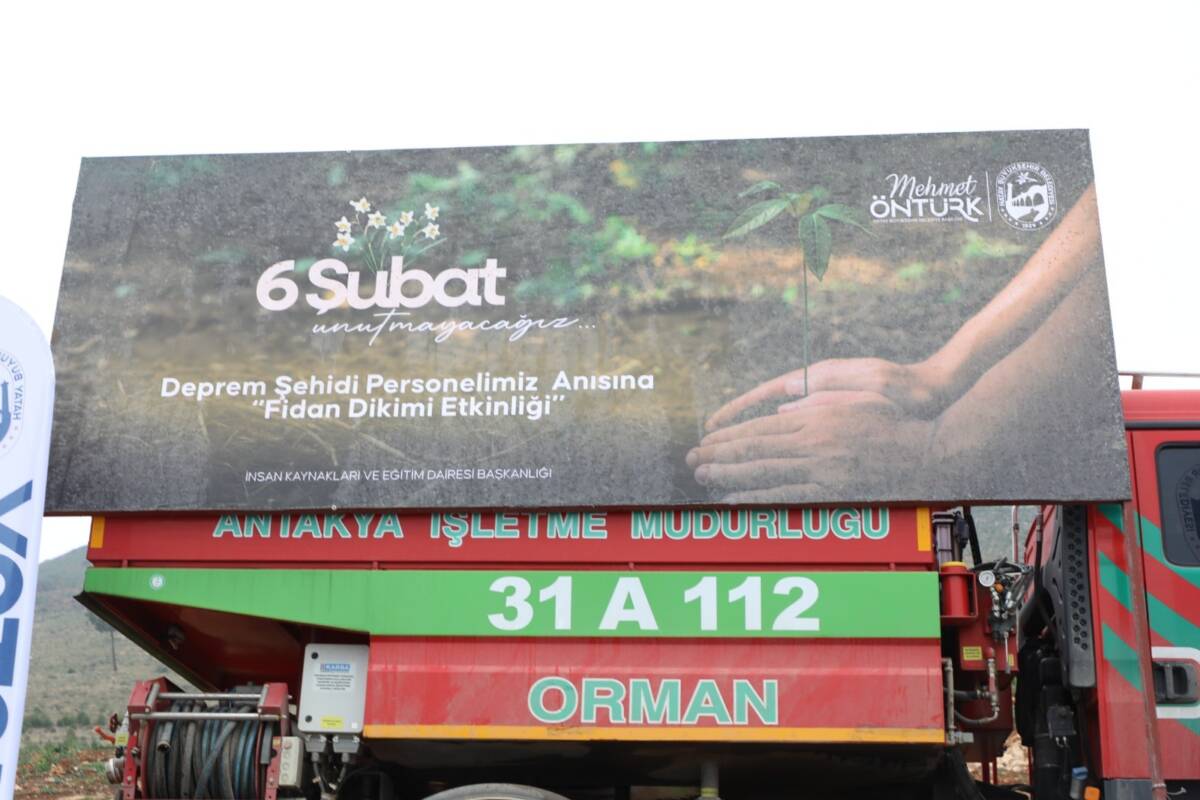 Mehmet
ÖNTÜRK
6 Şubat
unutmayacağız...
Deprem Şehidi Personelimiz Anısına
“Fidan Dikimi Etkinliği”
İNSAN KAYNAKLARI VE EĞİTİM DAİRESİ BAŞKANLIĞI
ANTAKYA İŞLETME MÜDÜRLÜĞÜ
31 A 112
ORMAN